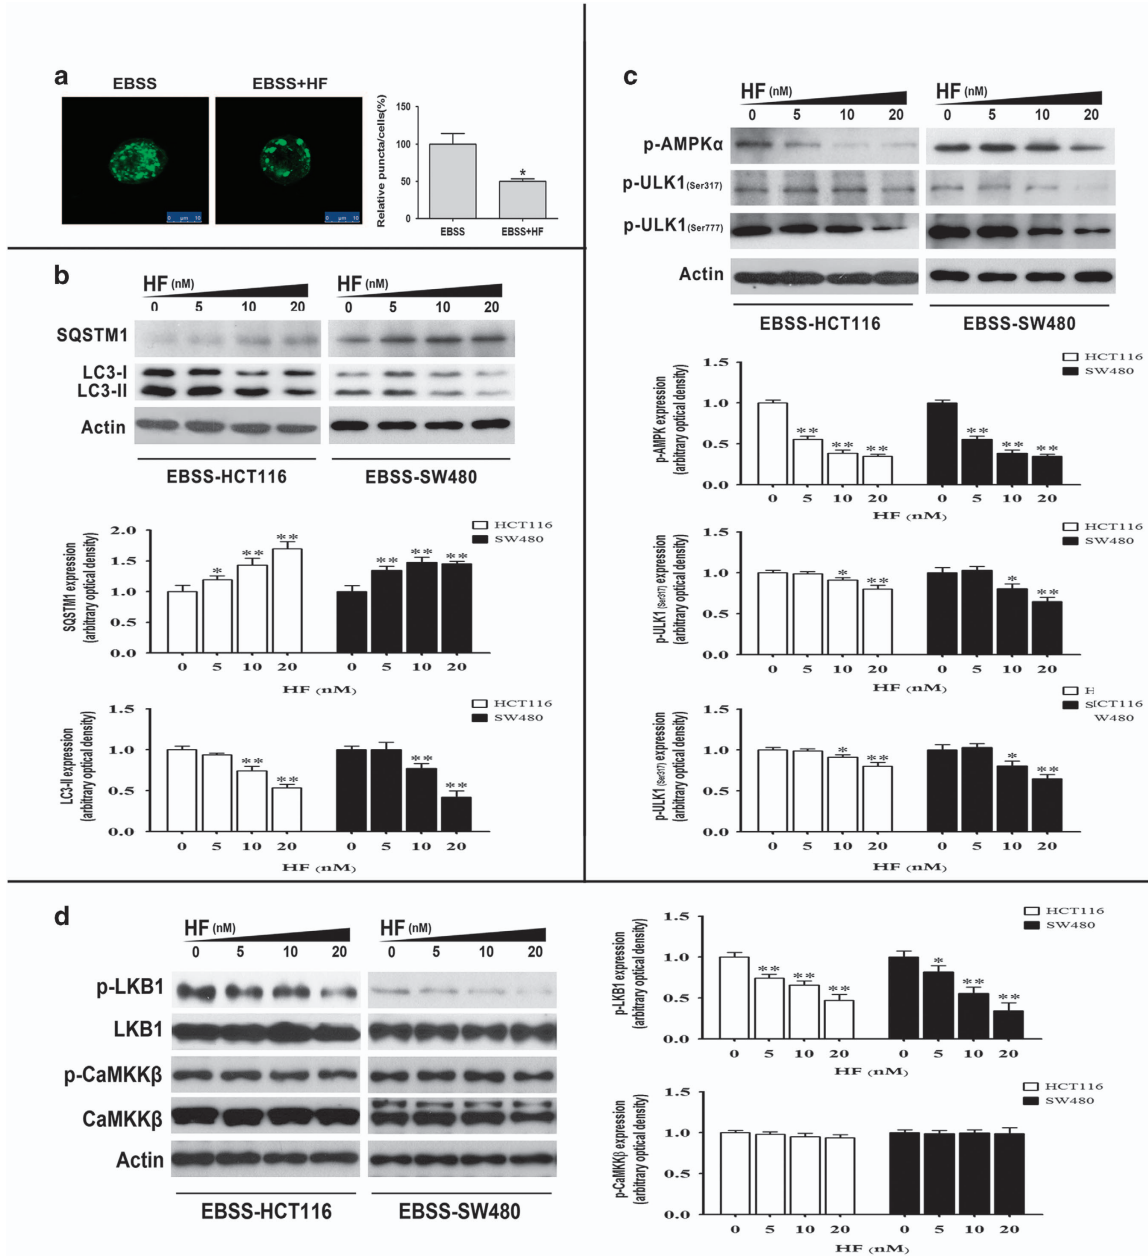 a
EBSS EBSS+HF
0 µm 10 0 µm 10
Relative puncta/cells(%)
150
100
50
0
*
EBSS EBSS+HF
b
HF (nM)
0 5 10 20 0 5 10 20
SQSTM1
LC3-I
LC3-II
Actin
EBSS-HCT116 EBSS-SW480
SQSTM1 expression
(arbitrary optical density)
2.0
1.5
1.0
0.5
0.0
* ** ** ** ** **
HCT116
SW480
0 5 10 20 0 5 10 20
HF (nM)
LC3-II expression
(arbitrary optical density)
1.5
1.0
0.5
0.0
** ** ** **
HCT116
SW480
0 5 10 20 0 5 10 20
HF (nM)
c
HF (nM) HF (nM)
0 5 10 20 0 5 10 20
p-AMPKα
p-ULK1(Ser317)
p-ULK1(Ser777)
Actin
EBSS-HCT116 EBSS-SW480
p-AMPK expression
(arbitrary optical density)
1.5
1.0
0.5
0.0
** ** ** ** ** **
HCT116
SW480
0 5 10 20 0 5 10 20
HF (nM)
p-ULK1 (Ser317) expression
(arbitrary optical density)
1.5
1.0
0.5
0.0
* ** * **
HCT116
SW480
0 5 10 20 0 5 10 20
HF (nM)
p-ULK1 (Ser317) expression
(arbitrary optical density)
1.5
1.0
0.5
0.0
* ** * **
H
SICT116
W480
0 5 10 20 0 5 10 20
HF (nM)
d
HF (nM) HF (nM)
0 5 10 20 0 5 10 20
p-LKB1
LKB1
p-CaMKKβ
CaMKKβ
Actin
EBSS-HCT116 EBSS-SW480
p-LKB1 expression
(arbitrary optical density)
1.5
1.0
0.5
0.0
** ** ** * ** **
HCT116
SW480
0 5 10 20 0 5 10 20
HF (nM)
p-CaMKKβ expression
(arbitrary optical density)
1.5
1.0
0.5
0.0
HCT116
SW480
0 5 10 20 0 5 10 20
HF (nM)